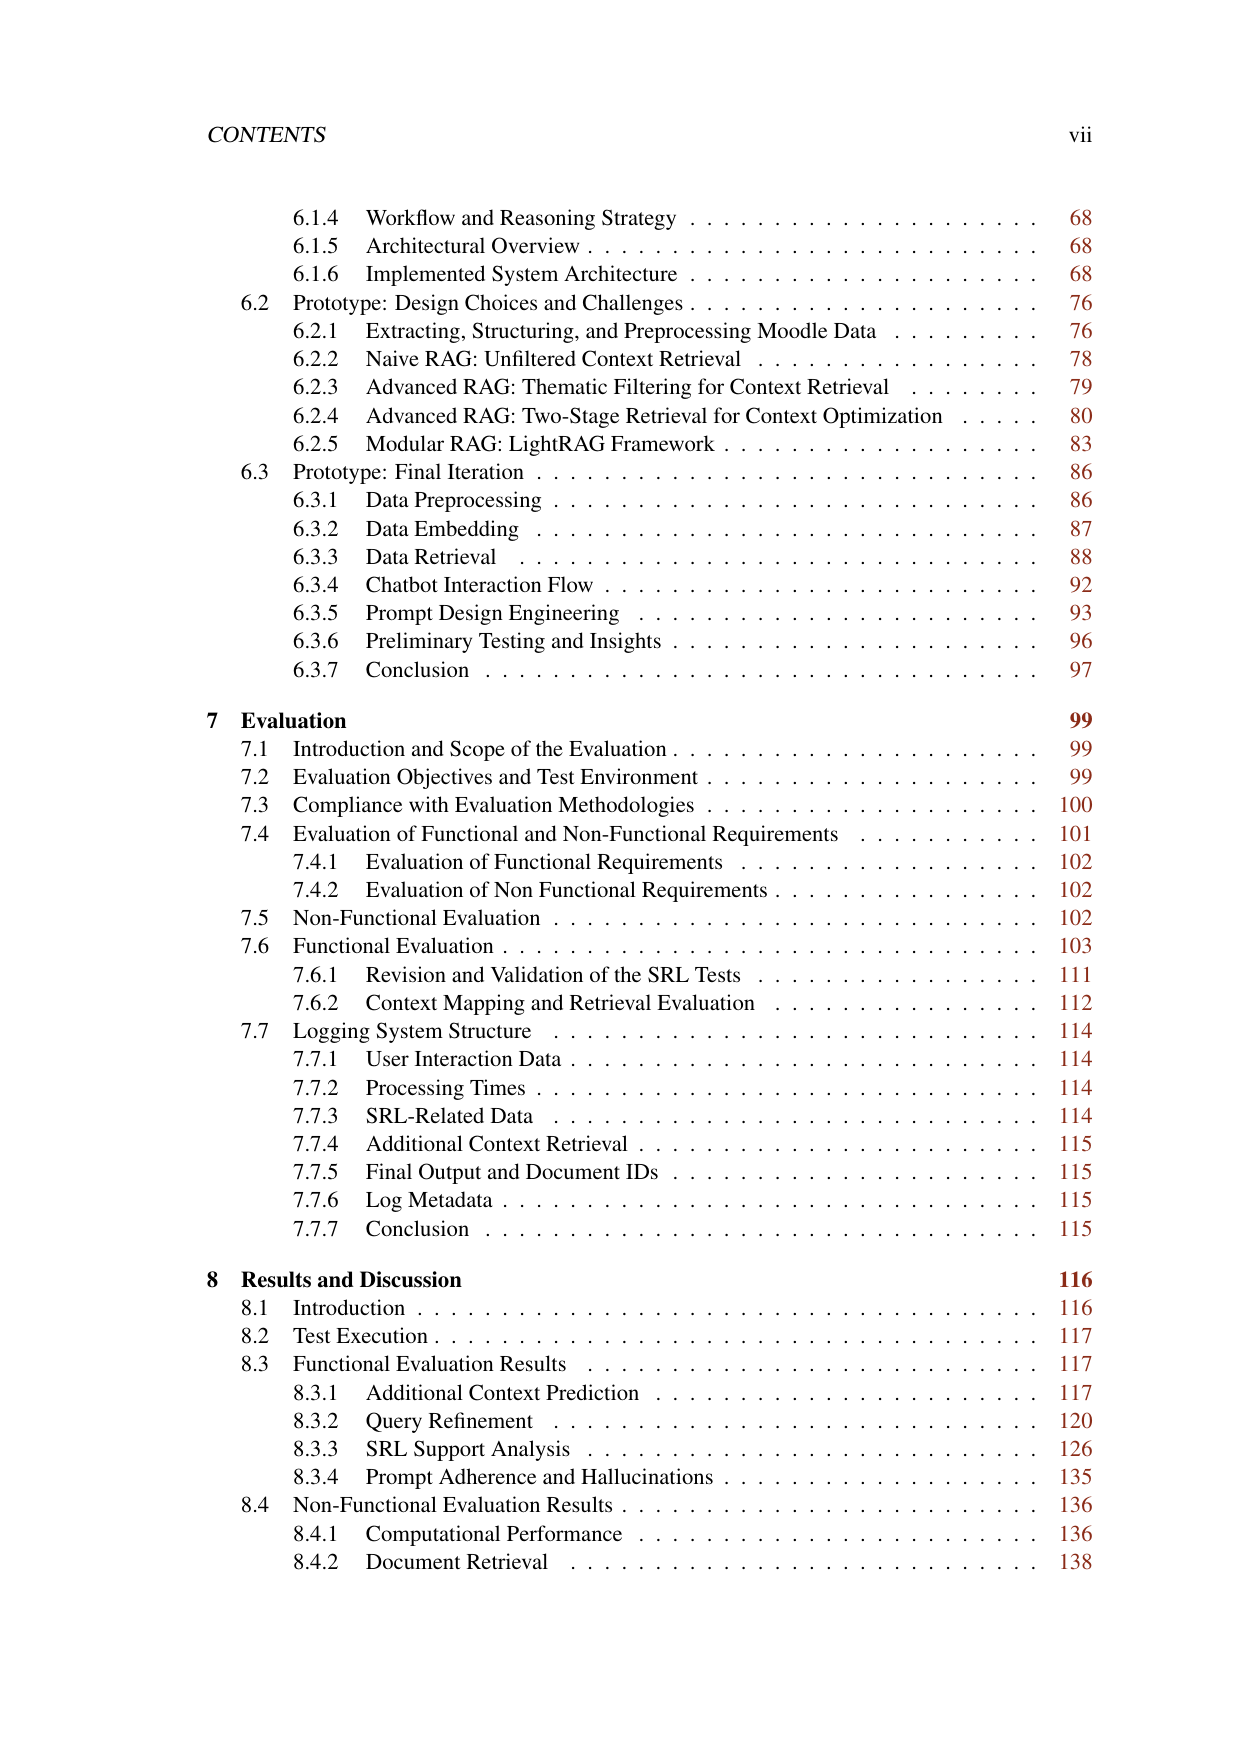 CONTENTS vii
6.1.4 Workflow and Reasoning Strategy . . . . . . . . . . . . . . . . . . . . . 68
6.1.5 Architectural Overview . . . . . . . . . . . . . . . . . . . . . . . . . . . 68
6.1.6 Implemented System Architecture . . . . . . . . . . . . . . . . . . . . . 68
6.2 Prototype: Design Choices and Challenges . . . . . . . . . . . . . . . . . . . . . 76
6.2.1 Extracting, Structuring, and Preprocessing Moodle Data . . . . . . . . . 76
6.2.2 Naive RAG: Unfiltered Context Retrieval . . . . . . . . . . . . . . . . . 78
6.2.3 Advanced RAG: Thematic Filtering for Context Retrieval . . . . . . . . 79
6.2.4 Advanced RAG: Two-Stage Retrieval for Context Optimization . . . . . 80
6.2.5 Modular RAG: LightRAG Framework . . . . . . . . . . . . . . . . . . . 83
6.3 Prototype: Final Iteration . . . . . . . . . . . . . . . . . . . . . . . . . . . . . . 86
6.3.1 Data Preprocessing . . . . . . . . . . . . . . . . . . . . . . . . . . . . . 86
6.3.2 Data Embedding . . . . . . . . . . . . . . . . . . . . . . . . . . . . . . 87
6.3.3 Data Retrieval . . . . . . . . . . . . . . . . . . . . . . . . . . . . . . . 88
6.3.4 Chatbot Interaction Flow . . . . . . . . . . . . . . . . . . . . . . . . . . 92
6.3.5 Prompt Design Engineering . . . . . . . . . . . . . . . . . . . . . . . . 93
6.3.6 Preliminary Testing and Insights . . . . . . . . . . . . . . . . . . . . . . 96
6.3.7 Conclusion . . . . . . . . . . . . . . . . . . . . . . . . . . . . . . . . . 97
7 Evaluation 99
7.1 Introduction and Scope of the Evaluation . . . . . . . . . . . . . . . . . . . . . . 99
7.2 Evaluation Objectives and Test Environment . . . . . . . . . . . . . . . . . . . . 99
7.3 Compliance with Evaluation Methodologies . . . . . . . . . . . . . . . . . . . . 100
7.4 Evaluation of Functional and Non-Functional Requirements . . . . . . . . . . . 101
7.4.1 Evaluation of Functional Requirements . . . . . . . . . . . . . . . . . . 102
7.4.2 Evaluation of Non Functional Requirements . . . . . . . . . . . . . . . . 102
7.5 Non-Functional Evaluation . . . . . . . . . . . . . . . . . . . . . . . . . . . . . 102
7.6 Functional Evaluation . . . . . . . . . . . . . . . . . . . . . . . . . . . . . . . . 103
7.6.1 Revision and Validation of the SRL Tests . . . . . . . . . . . . . . . . . 111
7.6.2 Context Mapping and Retrieval Evaluation . . . . . . . . . . . . . . . . 112
7.7 Logging System Structure . . . . . . . . . . . . . . . . . . . . . . . . . . . . . 114
7.7.1 User Interaction Data . . . . . . . . . . . . . . . . . . . . . . . . . . . . 114
7.7.2 Processing Times . . . . . . . . . . . . . . . . . . . . . . . . . . . . . . 114
7.7.3 SRL-Related Data . . . . . . . . . . . . . . . . . . . . . . . . . . . . . 114
7.7.4 Additional Context Retrieval . . . . . . . . . . . . . . . . . . . . . . . . 115
7.7.5 Final Output and Document IDs . . . . . . . . . . . . . . . . . . . . . . 115
7.7.6 Log Metadata . . . . . . . . . . . . . . . . . . . . . . . . . . . . . . . . 115
7.7.7 Conclusion . . . . . . . . . . . . . . . . . . . . . . . . . . . . . . . . . 115
8 Results and Discussion 116
8.1 Introduction . . . . . . . . . . . . . . . . . . . . . . . . . . . . . . . . . . . . . 116
8.2 Test Execution . . . . . . . . . . . . . . . . . . . . . . . . . . . . . . . . . . . . 117
8.3 Functional Evaluation Results . . . . . . . . . . . . . . . . . . . . . . . . . . . 117
8.3.1 Additional Context Prediction . . . . . . . . . . . . . . . . . . . . . . . 117
8.3.2 Query Refinement . . . . . . . . . . . . . . . . . . . . . . . . . . . . . 120
8.3.3 SRL Support Analysis . . . . . . . . . . . . . . . . . . . . . . . . . . . 126
8.3.4 Prompt Adherence and Hallucinations . . . . . . . . . . . . . . . . . . . 135
8.4 Non-Functional Evaluation Results . . . . . . . . . . . . . . . . . . . . . . . . . 136
8.4.1 Computational Performance . . . . . . . . . . . . . . . . . . . . . . . . 136
8.4.2 Document Retrieval . . . . . . . . . . . . . . . . . . . . . . . . . . . . 138